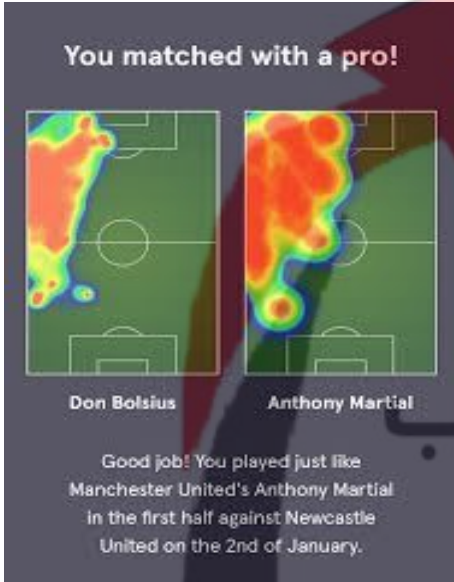 You matched with a pro!
Don Bolsius
Anthony Martial
Good job! You played just like
Manchester United's Anthony Martial
in the first half against Newcastle
United on the 2nd of January.